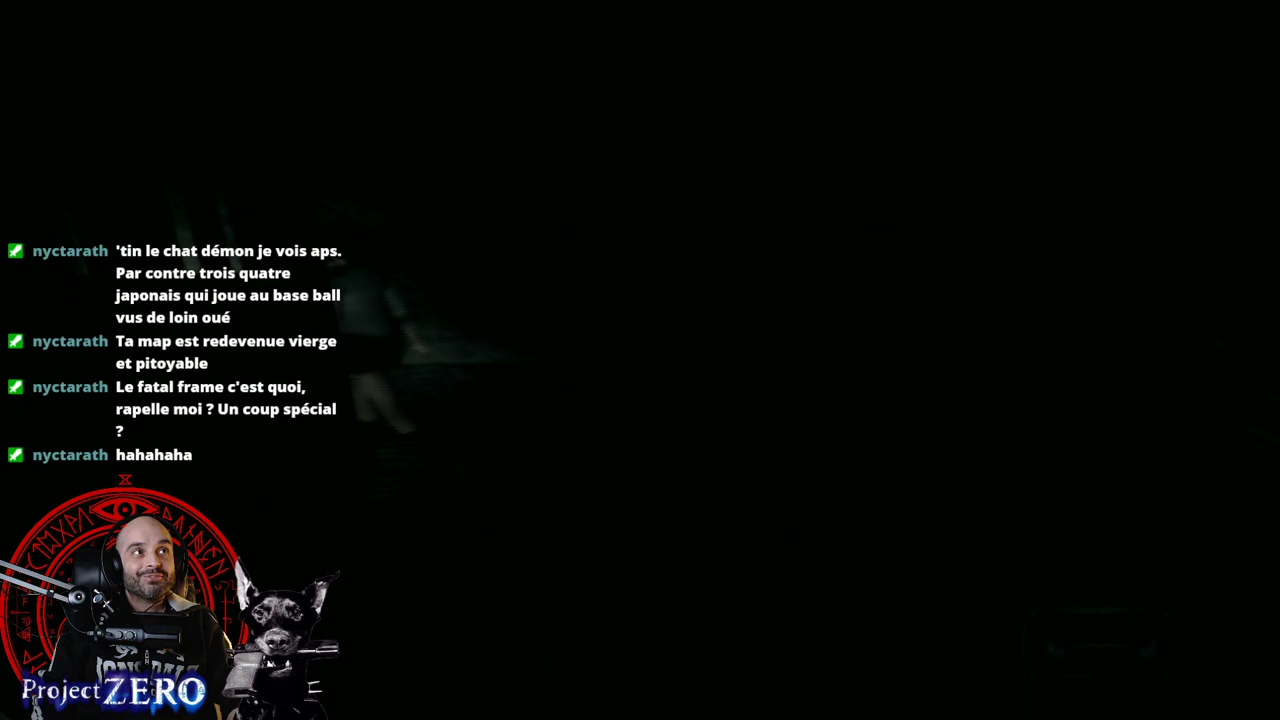 nyctarath 'tin le chat démon je vois aps.
Par contre trois quatre
japonais qui joue au base ball
vus de loin oué
nyctarath Ta map est redevenue vierge
et pitoyable
nyctarath Le fatal frame c'est quoi,
rapelle moi ? Un coup spécial
?
nyctarath hahahaha
Project ZERO